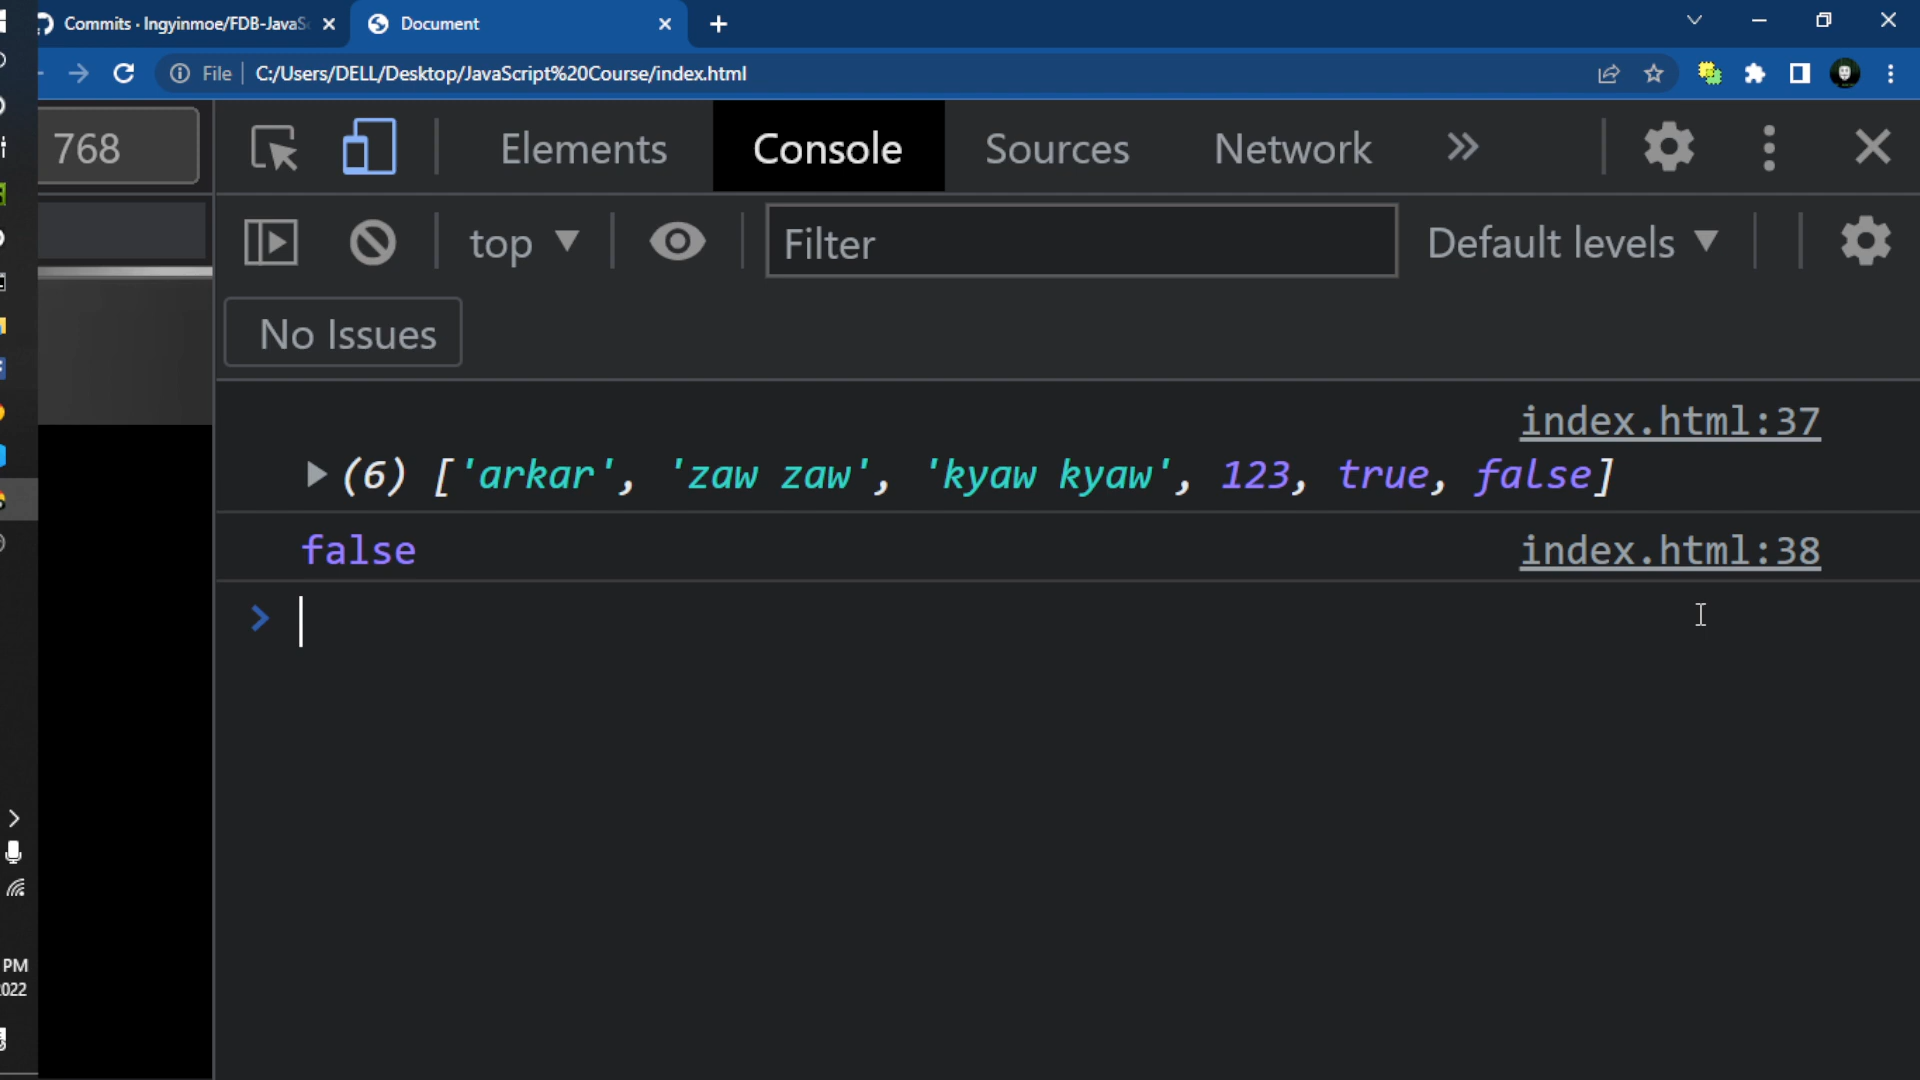 Commits · Ingyinmoe/FDB-JavaS
Document
File
C:/Users/DELL/Desktop/JavaScript%20Course/index.html
768
Elements
Console
Sources
Network
top
Filter
Default levels
No Issues
index.html:37
(6) ['arkar', 'zaw zaw', 'kyaw kyaw', 123, true, false]
false
index.html:38
PM
2022